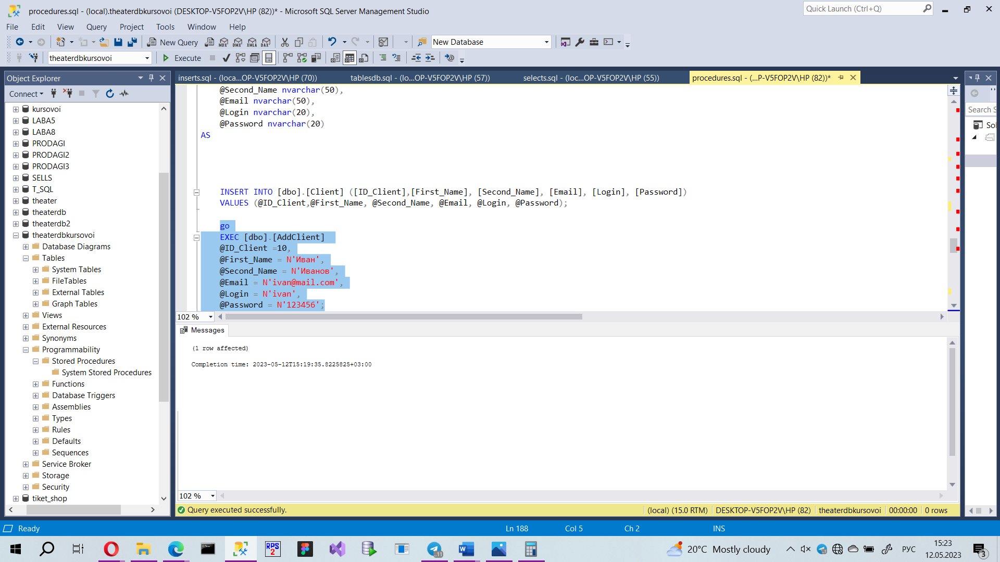 procedures.sql - (local).theaterdbkursovoi (DESKTOP-V5FOP2V\HP (82))* - Microsoft SQL Server Management Studio
Quick Launch (Ctrl+Q)
File Edit View Query Project Tools Window Help
New Query MDX DMX XMLA DAX New Database
theaterdbkursovoi Execute
Object Explorer
Connect
kursovoi
LABA5
LABA8
PRODAGI
PRODAGI2
PRODAGI3
SELLS
T_SQL
theater
theaterdb
theaterdb2
theaterdbkursovoi
Database Diagrams
Tables
System Tables
FileTables
External Tables
Graph Tables
Views
External Resources
Synonyms
Programmability
Stored Procedures
System Stored Procedures
Functions
Database Triggers
Assemblies
Types
Rules
Defaults
Sequences
Service Broker
Storage
Security
tiket_shop
inserts.sql - (loca...OP-V5FOP2V\HP (70)) tablesdb.sql - (lo...OP-V5FOP2V\HP (57)) selects.sql - (loc...OP-V5FOP2V\HP (55)) procedures.sql - (...P-V5FOP2V\HP (82))*
@Second_Name nvarchar(50),
@Email nvarchar(50),
@Login nvarchar(20),
@Password nvarchar(20)
AS
INSERT INTO [dbo].[Client] ([ID_Client],[First_Name], [Second_Name], [Email], [Login], [Password])
VALUES (@ID_Client,@First_Name, @Second_Name, @Email, @Login, @Password);
go
EXEC [dbo].[AddClient]
@ID_Client =10,
@First_Name = N'Иван',
@Second_Name = N'Иванов',
@Email = N'ivan@mail.com',
@Login = N'ivan',
@Password = N'123456';
102 %
Messages
(1 row affected)
Completion time: 2023-05-12T15:19:35.8225825+03:00
102 %
Query executed successfully. (local) (15.0 RTM) DESKTOP-V5FOP2V\HP (82) theaterdbkursovoi 00:00:00 0 rows
Search S
Sol
Ready Ln 188 Col 5 Ch 2 INS
RPS 2
11
20°C Mostly cloudy
РУС
15:23
12.05.2023
3